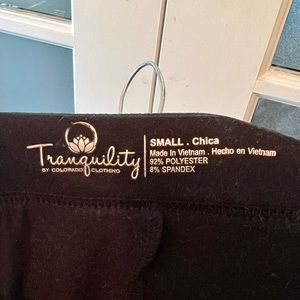 Tranquility
BY COLORADO CLOTHING
SMALL . Chica
Made In Vietnam . Hecho en Vietnam
92% POLYESTER
8% SPANDEX